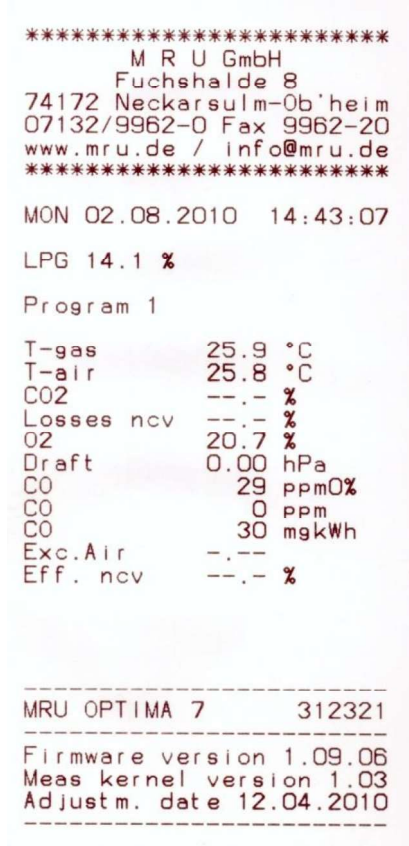 ************************
M R U GmbH
Fuchshalde 8
74172 Neckarsulm-Ob'heim
07132/9962-0 Fax 9962-20
www.mru.de / info@mru.de
************************
MON 02.08.2010 14:43:07
LPG 14.1 %
Program 1
T-gas 25.9 °C
T-air 25.8 °C
CO2 --.- %
Losses ncv --.- %
O2 20.7 %
Draft 0.00 hPa
CO 29 ppmO%
CO 0 ppm
CO 30 mgkWh
Exc.Air -.--
Eff. ncv --.- %
------------------------
MRU OPTIMA 7 312321
------------------------
Firmware version 1.09.06
Meas kernel version 1.03
Adjustm. date 12.04.2010
------------------------